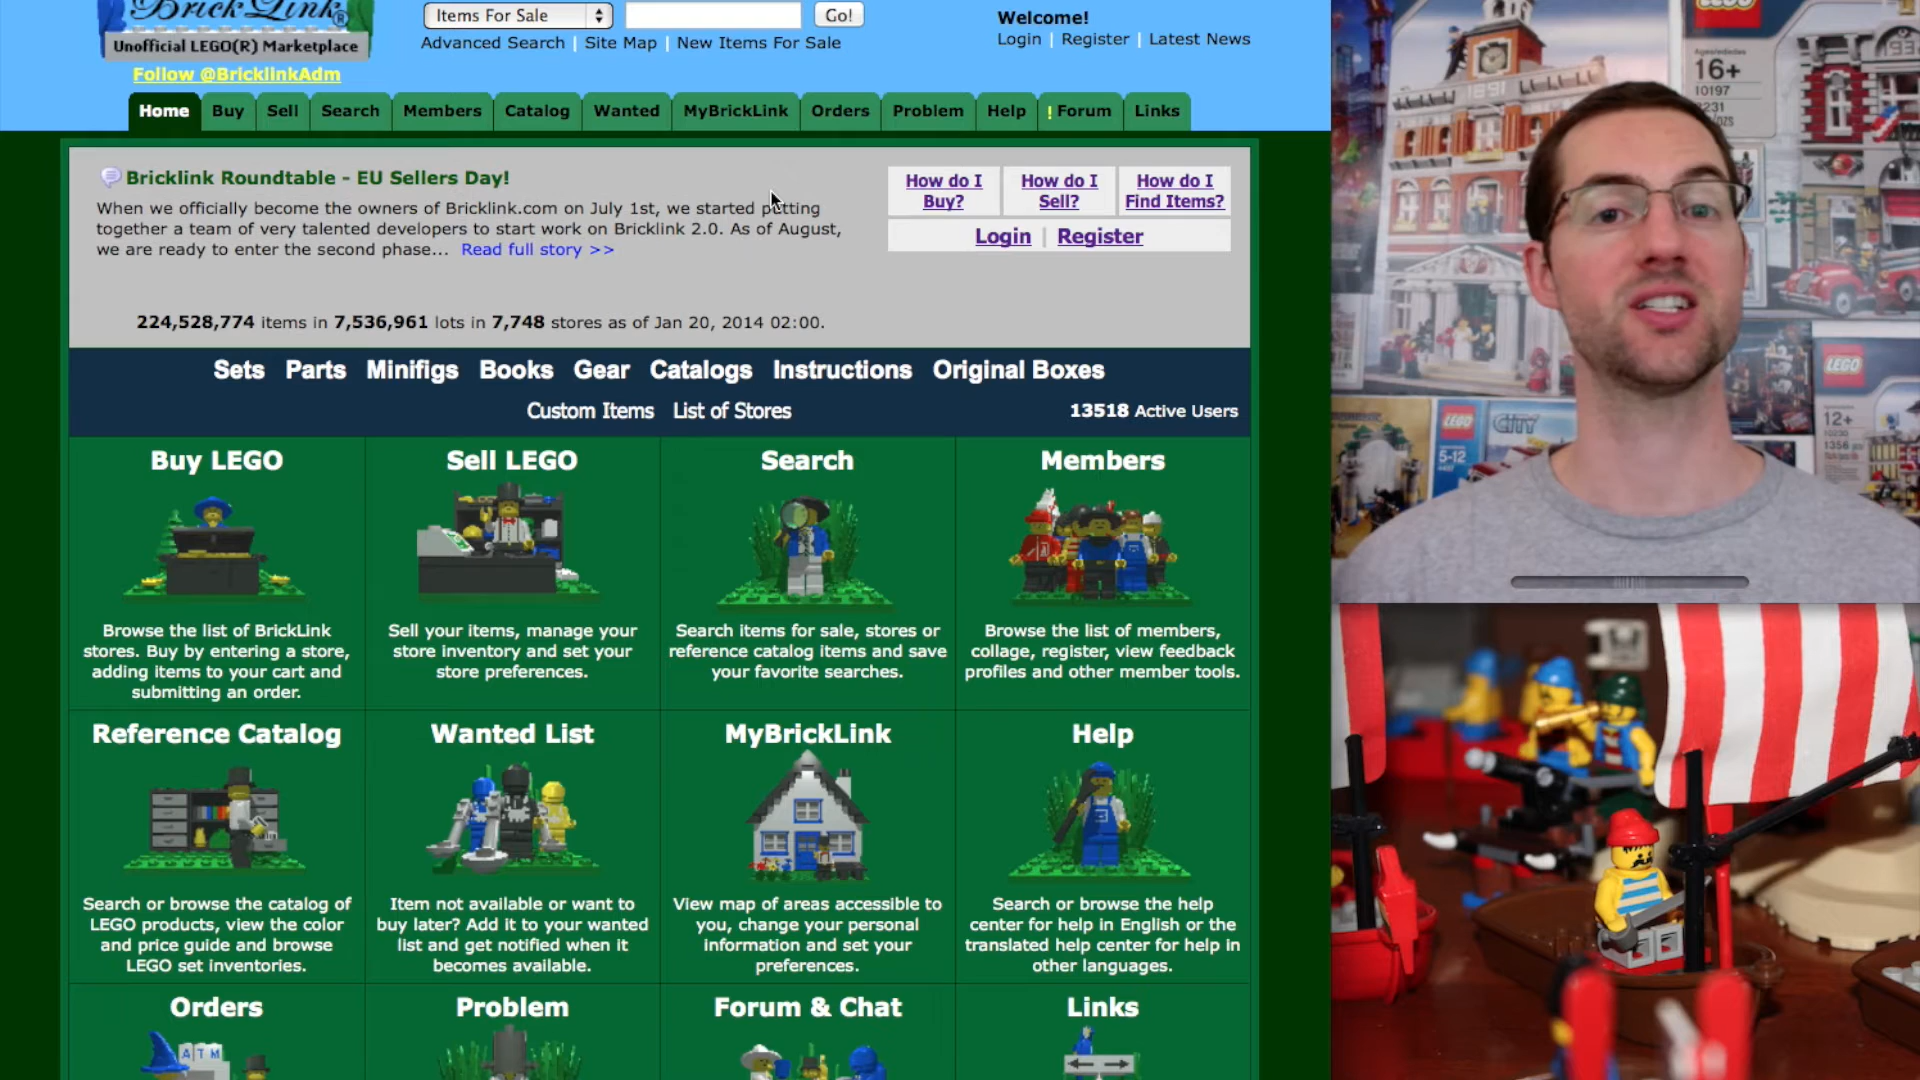 BrickLink®
Unofficial LEGO(R) Marketplace
Follow @BricklinkAdm
Items For Sale
Go!
Advanced Search | Site Map | New Items For Sale
Welcome!
Login | Register | Latest News
Home Buy Sell Search Members Catalog Wanted MyBrickLink Orders Problem Help ! Forum Links
Bricklink Roundtable - EU Sellers Day!
When we officially become the owners of Bricklink.com on July 1st, we started putting
together a team of very talented developers to start work on Bricklink 2.0. As of August,
we are ready to enter the second phase... Read full story >>
How do I
Buy?
How do I
Sell?
How do I
Find Items?
Login | Register
224,528,774 items in 7,536,961 lots in 7,748 stores as of Jan 20, 2014 02:00.
Sets Parts Minifigs Books Gear Catalogs Instructions Original Boxes
Custom Items List of Stores
13518 Active Users
Buy LEGO
Browse the list of BrickLink
stores. Buy by entering a store,
adding items to your cart and
submitting an order.
Sell LEGO
Sell your items, manage your
store inventory and set your
store preferences.
Search
Search items for sale, stores or
reference catalog items and save
your favorite searches.
Members
Browse the list of members,
collage, register, view feedback
profiles and other member tools.
Reference Catalog
Search or browse the catalog of
LEGO products, view the color
and price guide and browse
LEGO set inventories.
Wanted List
Item not available or want to
buy later? Add it to your wanted
list and get notified when it
becomes available.
MyBrickLink
View map of areas accessible to
you, change your personal
information and set your
preferences.
Help
Search or browse the help
center for help in English or the
translated help center for help in
other languages.
Orders
ATM
Problem
Forum & Chat
Links
LEGO
16+
10197
1891
LEGO
CITY
5-12
LEGO
12+
10230